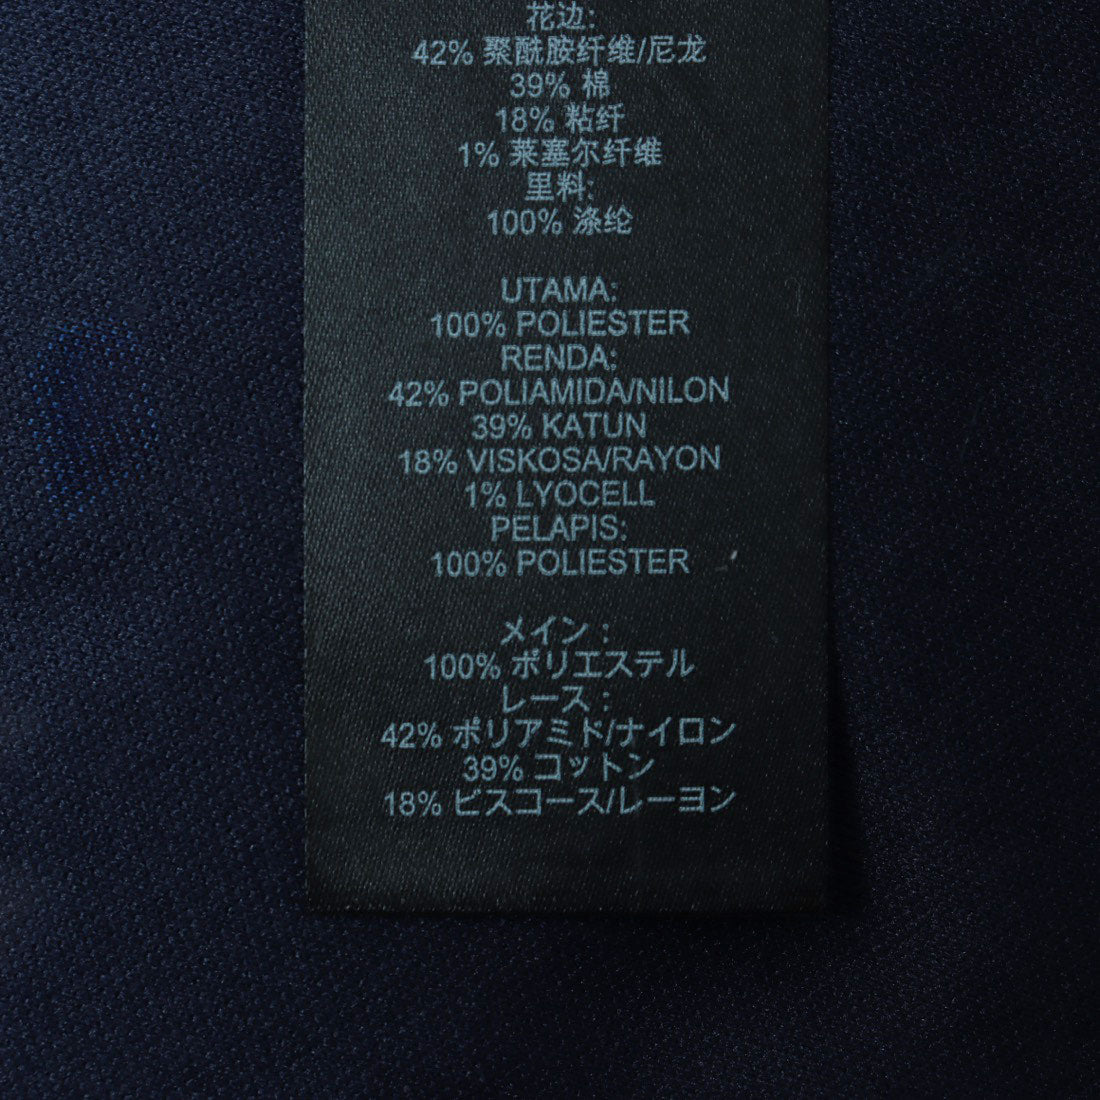 花边:
42% 聚酰胺纤维/尼龙
39% 棉
18% 粘纤
1% 莱塞尔纤维
里料:
100% 涤纶
UTAMA:
100% POLIESTER
RENDA:
42% POLIAMIDA/NILON
39% KATUN
18% VISKOSA/RAYON
1% LYOCELL
PELAPIS:
100% POLIESTER
メイン :
100% ポリエステル
レース :
42% ポリアミド/ナイロン
39% コットン
18% ビスコース/レーヨン